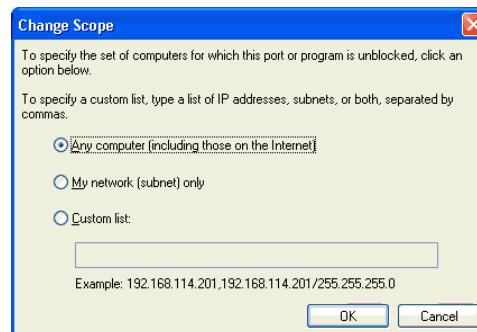 Change Scope
To specify the set of computers for which this port or program is unblocked, click an
option below.
To specify a custom list, type a list of IP addresses, subnets, or both, separated by
commas.
Any computer (including those on the Internet)
My network (subnet) only
Custom list:
Example: 192.168.114.201,192.168.114.201/255.255.255.0
OK Cancel